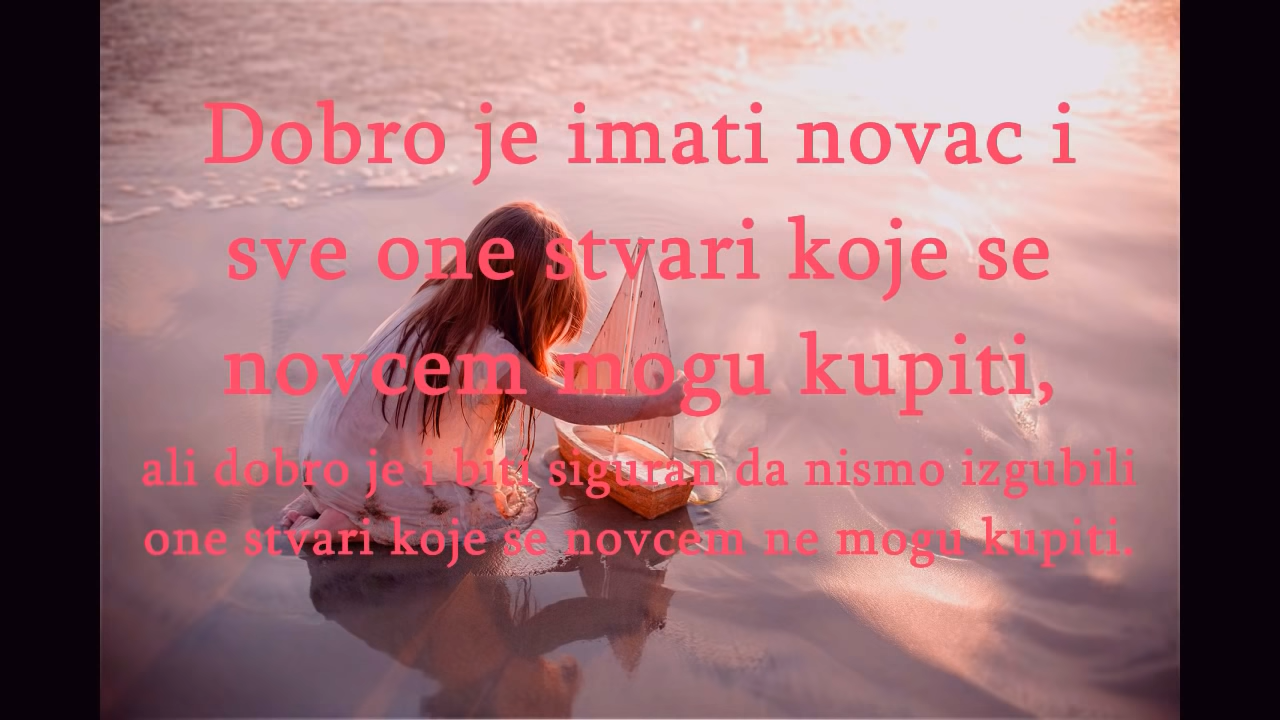 Dobro je imati novac i
sve one stvari koje se
novcem mogu kupiti,
ali dobro je i biti siguran da nismo izgubili
one stvari koje se novcem ne mogu kupiti.